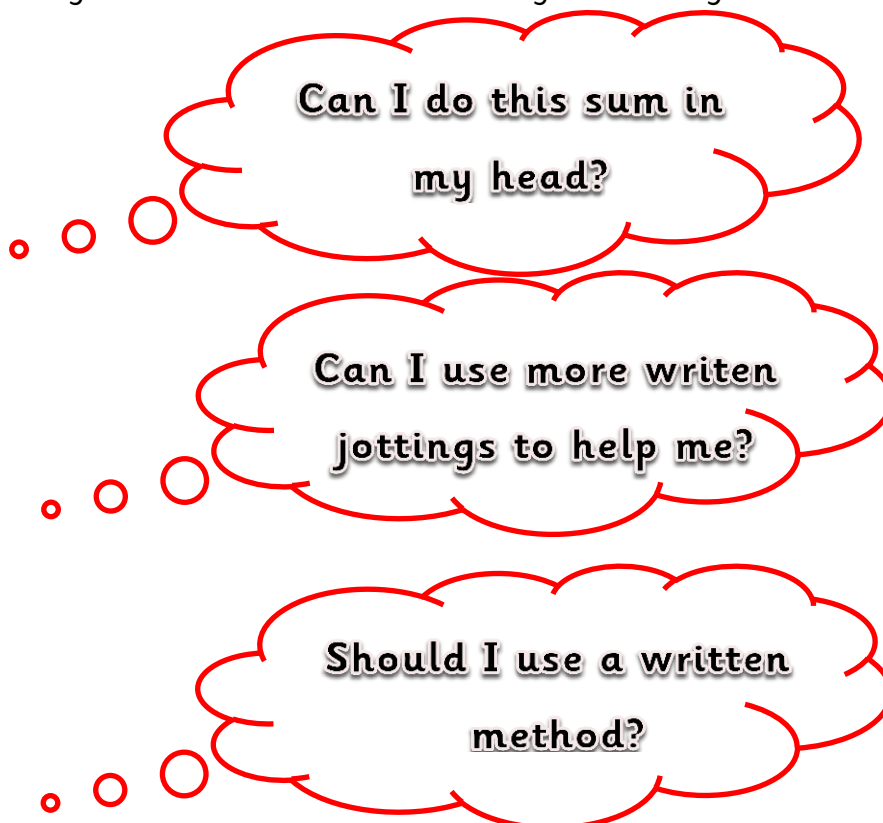 Can I do this sum in
my head?
Can I use more writen
jottings to help me?
Should I use a written
method?